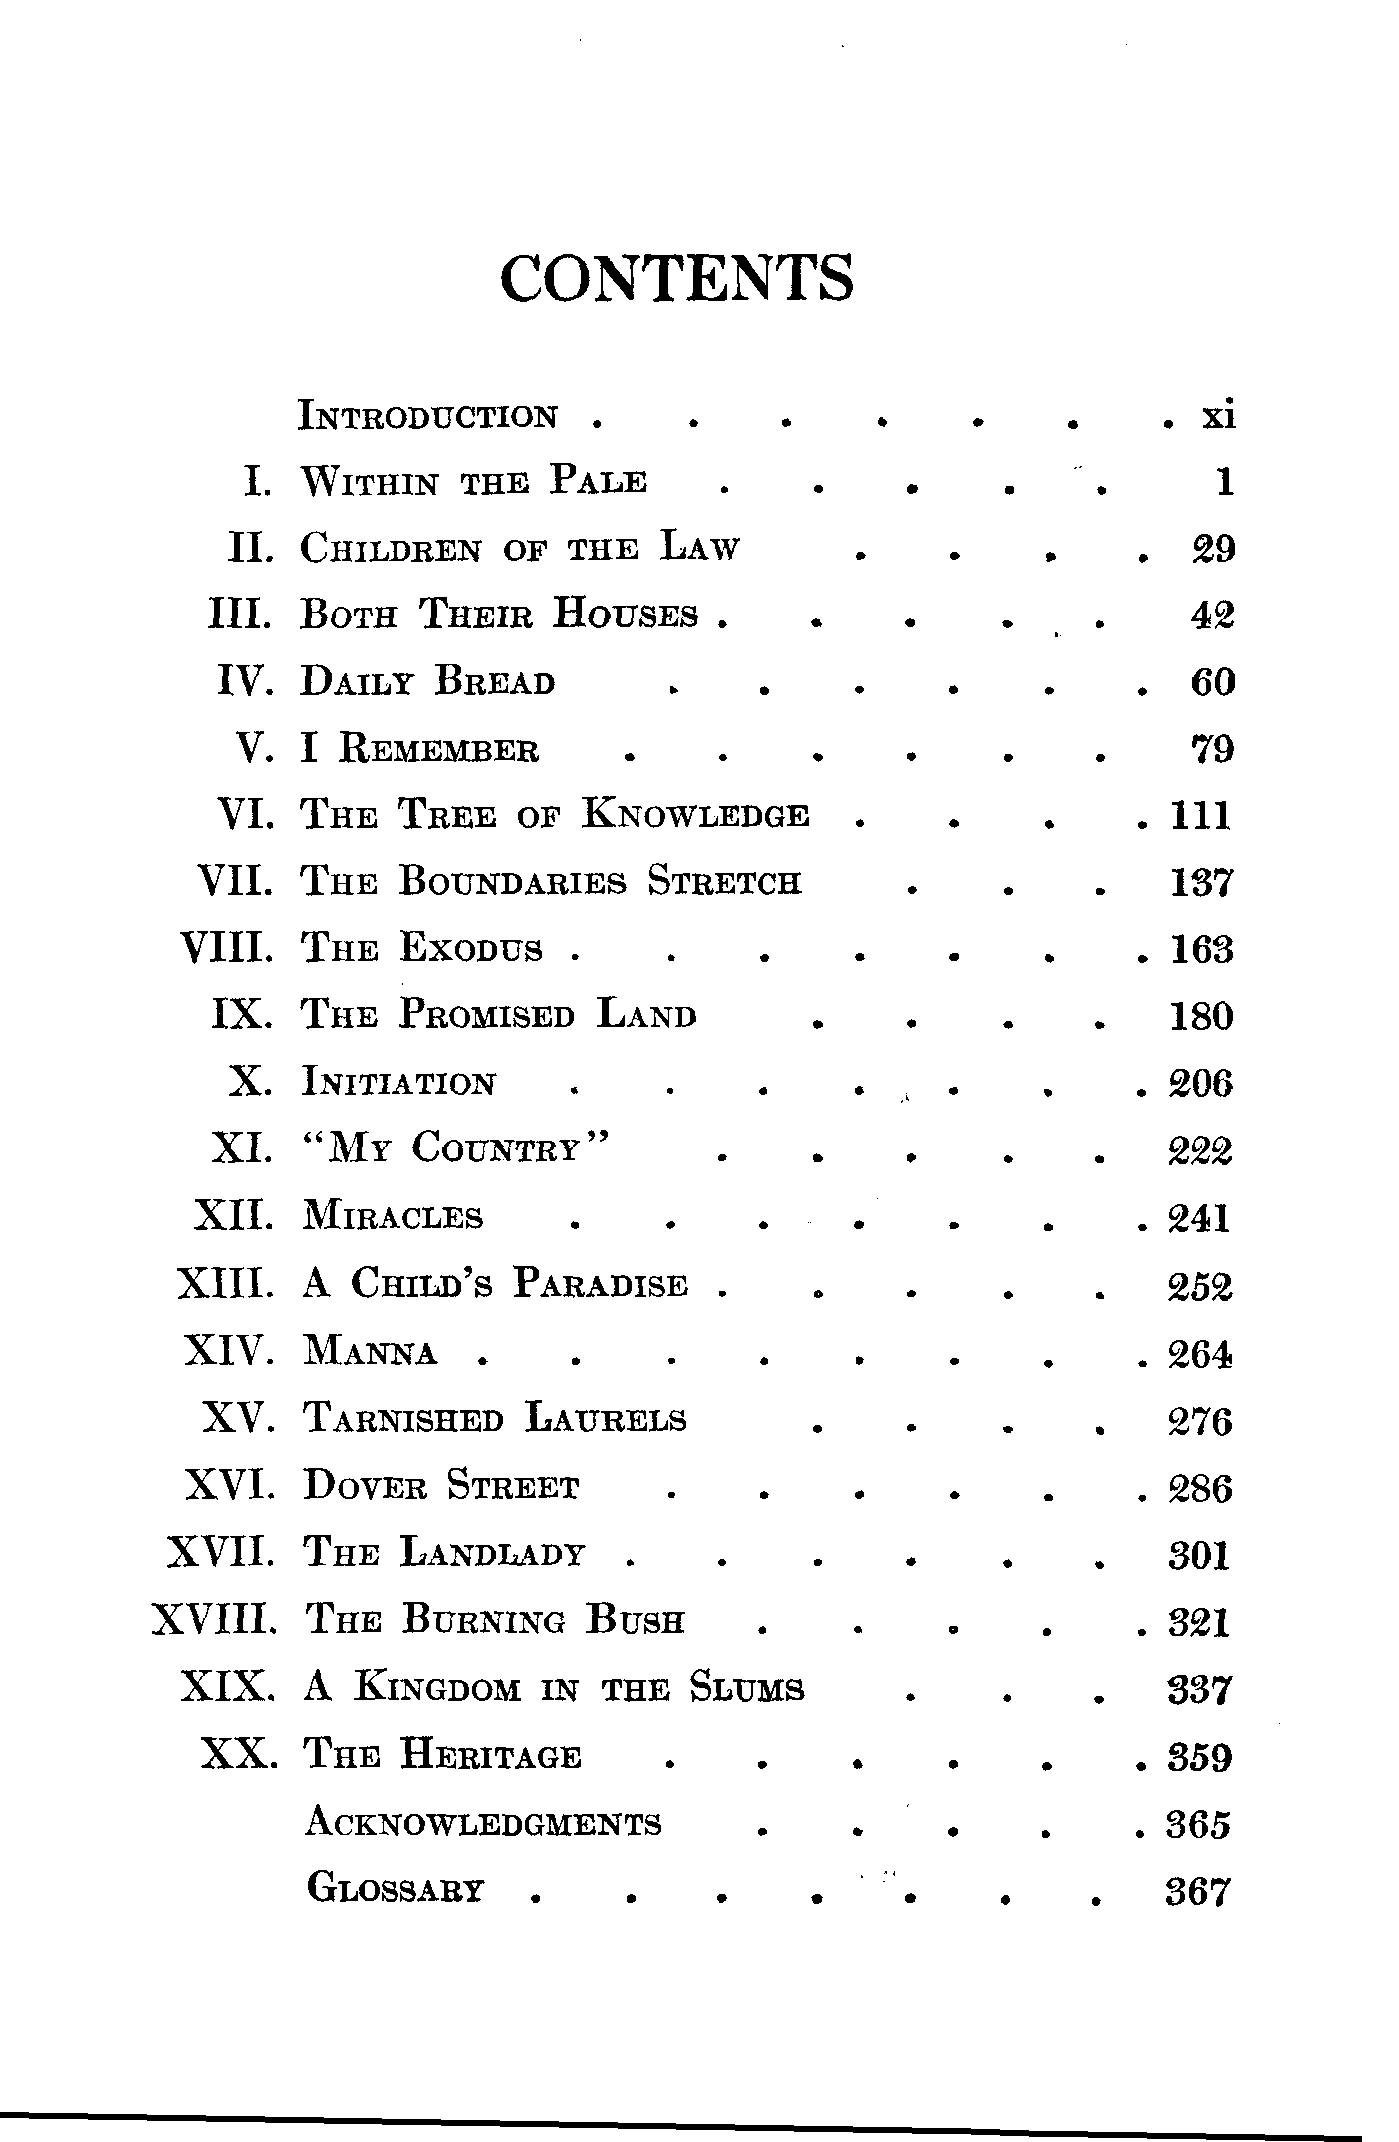 CONTENTS
INTRODUCTION . . . . . . . xi
I. WITHIN THE PALE . . . . . 1
II. CHILDREN OF THE LAW . . . . 29
III. BOTH THEIR HOUSES . . . . . 42
IV. DAILY BREAD . . . . . . 60
V. I REMEMBER . . . . . . 79
VI. THE TREE OF KNOWLEDGE . . . . 111
VII. THE BOUNDARIES STRETCH . . . 137
VIII. THE EXODUS . . . . . . . 163
IX. THE PROMISED LAND . . . . 180
X. INITIATION . . . . . . . 206
XI. "MY COUNTRY" . . . . . 222
XII. MIRACLES . . . . . . . 241
XIII. A CHILD'S PARADISE . . . . . 252
XIV. MANNA . . . . . . . . 264
XV. TARNISHED LAURELS . . . . 276
XVI. DOVER STREET . . . . . . 286
XVII. THE LANDLADY . . . . . . 301
XVIII. THE BURNING BUSH . . . . . 321
XIX. A KINGDOM IN THE SLUMS . . . 337
XX. THE HERITAGE . . . . . . 359
ACKNOWLEDGMENTS . . . . . 365
GLOSSARY . . . . . . . 367